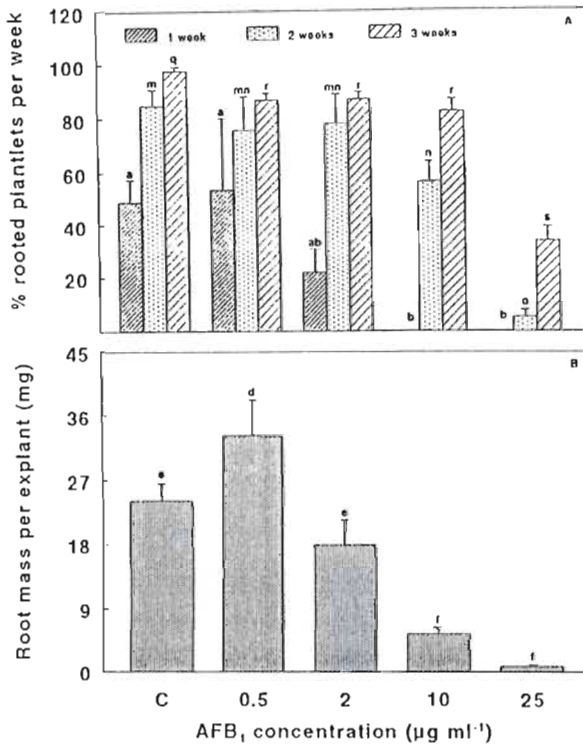 120
A
1 week
2 weeks
3 weeks
q
100
m
mn
mn
r
r
r
80
a
n
60
a
s
40
ab
20
b
b
o
% rooted plantlets per week
45
B
d
36
e
27
e
18
9
f
f
0
Root mass per explant (mg)
C 0.5 2 10 25
AFB₁ concentration (µg ml⁻¹)